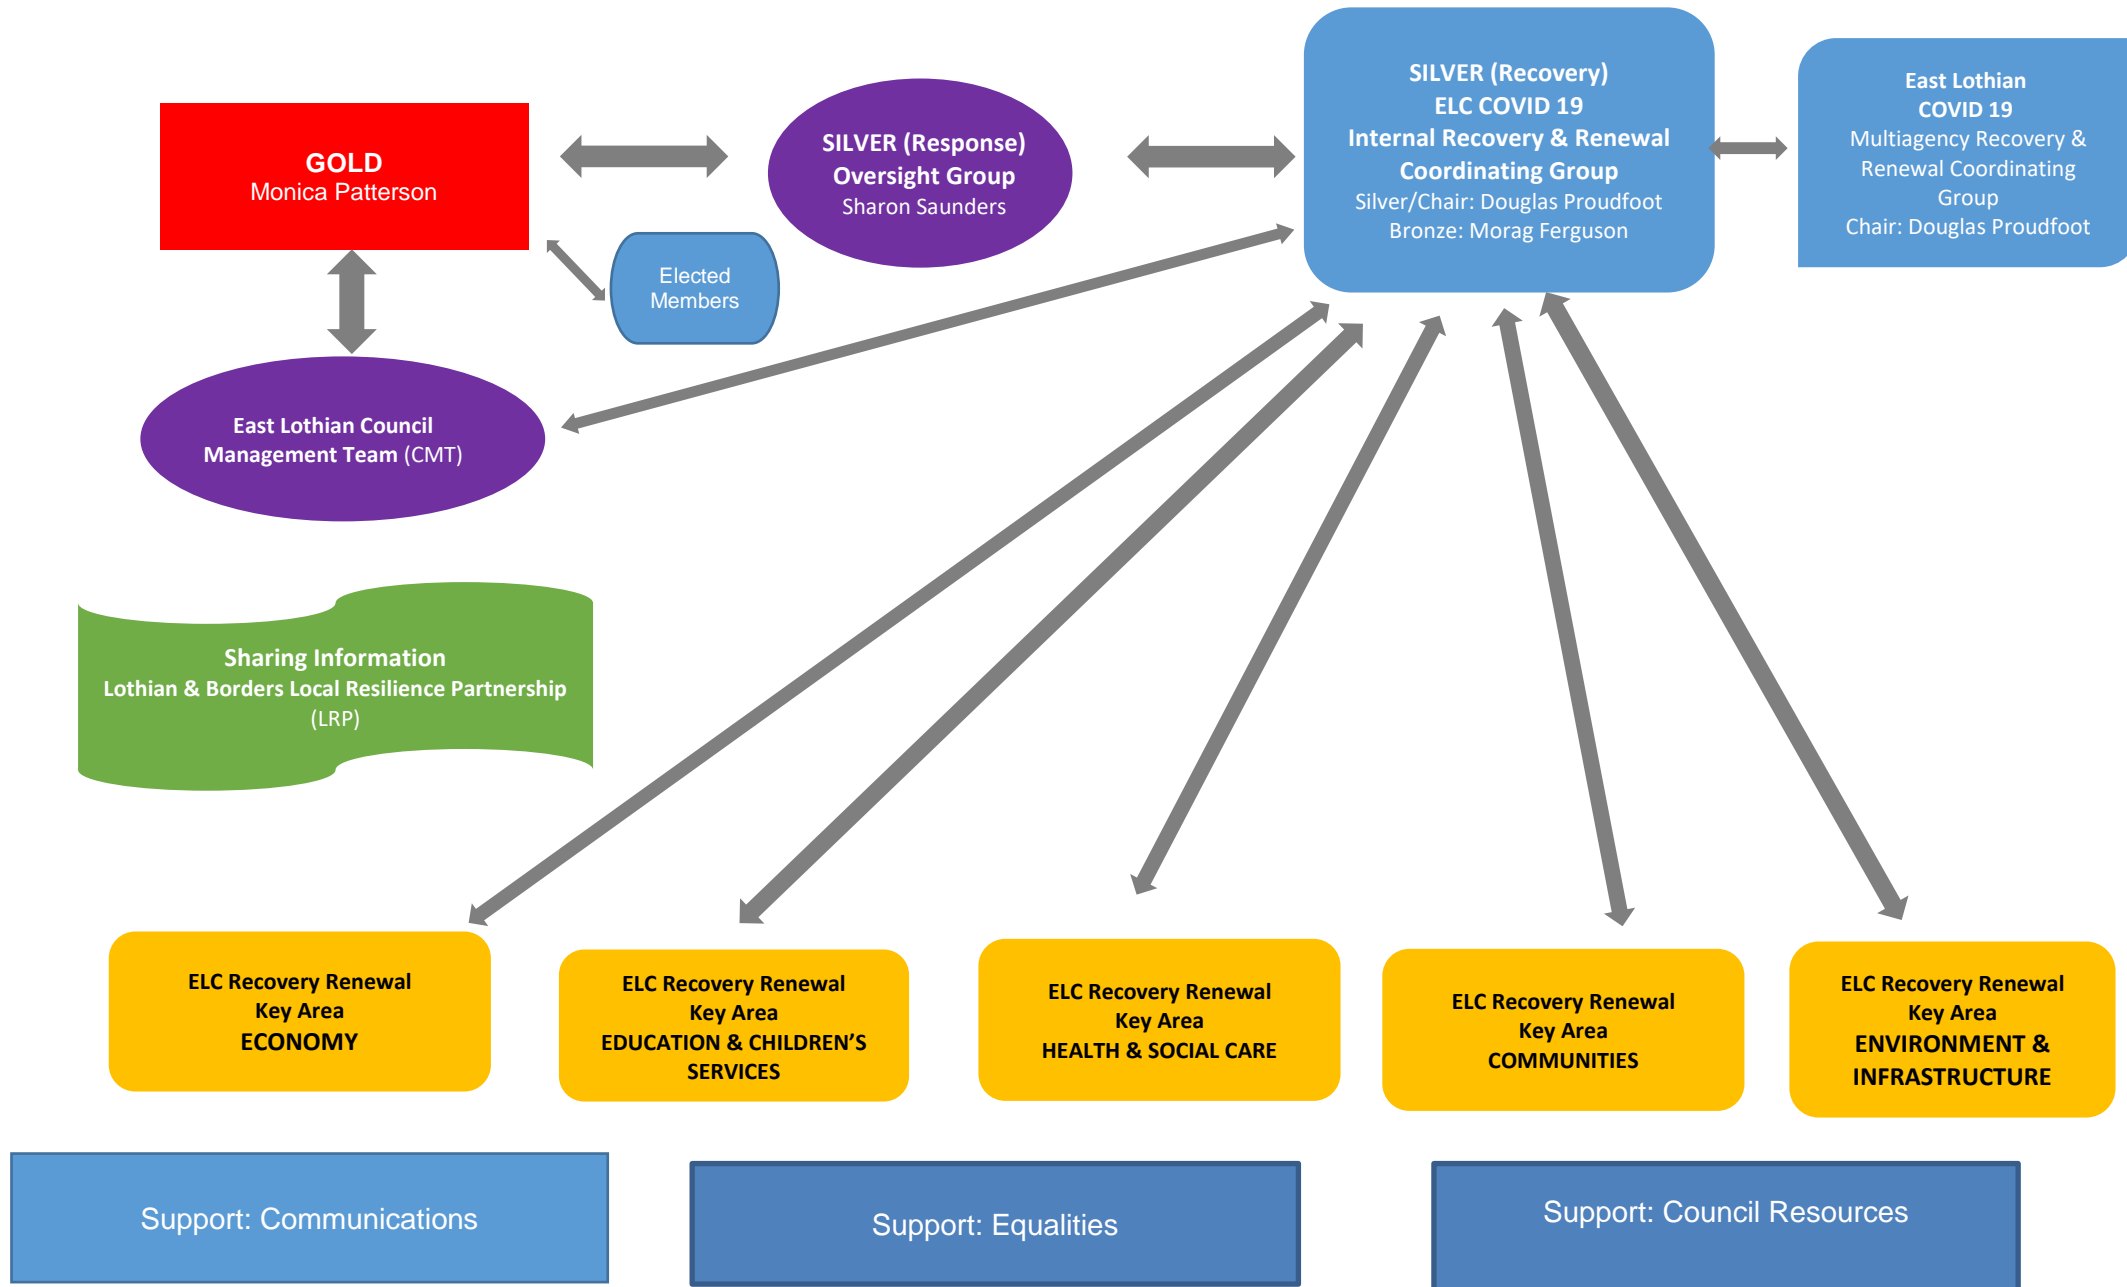 GOLD
Monica Patterson
SILVER (Response)
Oversight Group
Sharon Saunders
SILVER (Recovery)
ELC COVID 19
Internal Recovery & Renewal
Coordinating Group
Silver/Chair: Douglas Proudfoot
Bronze: Morag Ferguson
East Lothian
COVID 19
Multiagency Recovery &
Renewal Coordinating
Group
Chair: Douglas Proudfoot
Elected
Members
East Lothian Council
Management Team (CMT)
Sharing Information
Lothian & Borders Local Resilience Partnership
(LRP)
ELC Recovery Renewal
Key Area
ECONOMY
ELC Recovery Renewal
Key Area
EDUCATION & CHILDREN'S
SERVICES
ELC Recovery Renewal
Key Area
HEALTH & SOCIAL CARE
ELC Recovery Renewal
Key Area
COMMUNITIES
ELC Recovery Renewal
Key Area
ENVIRONMENT &
INFRASTRUCTURE
Support: Communications
Support: Equalities
Support: Council Resources